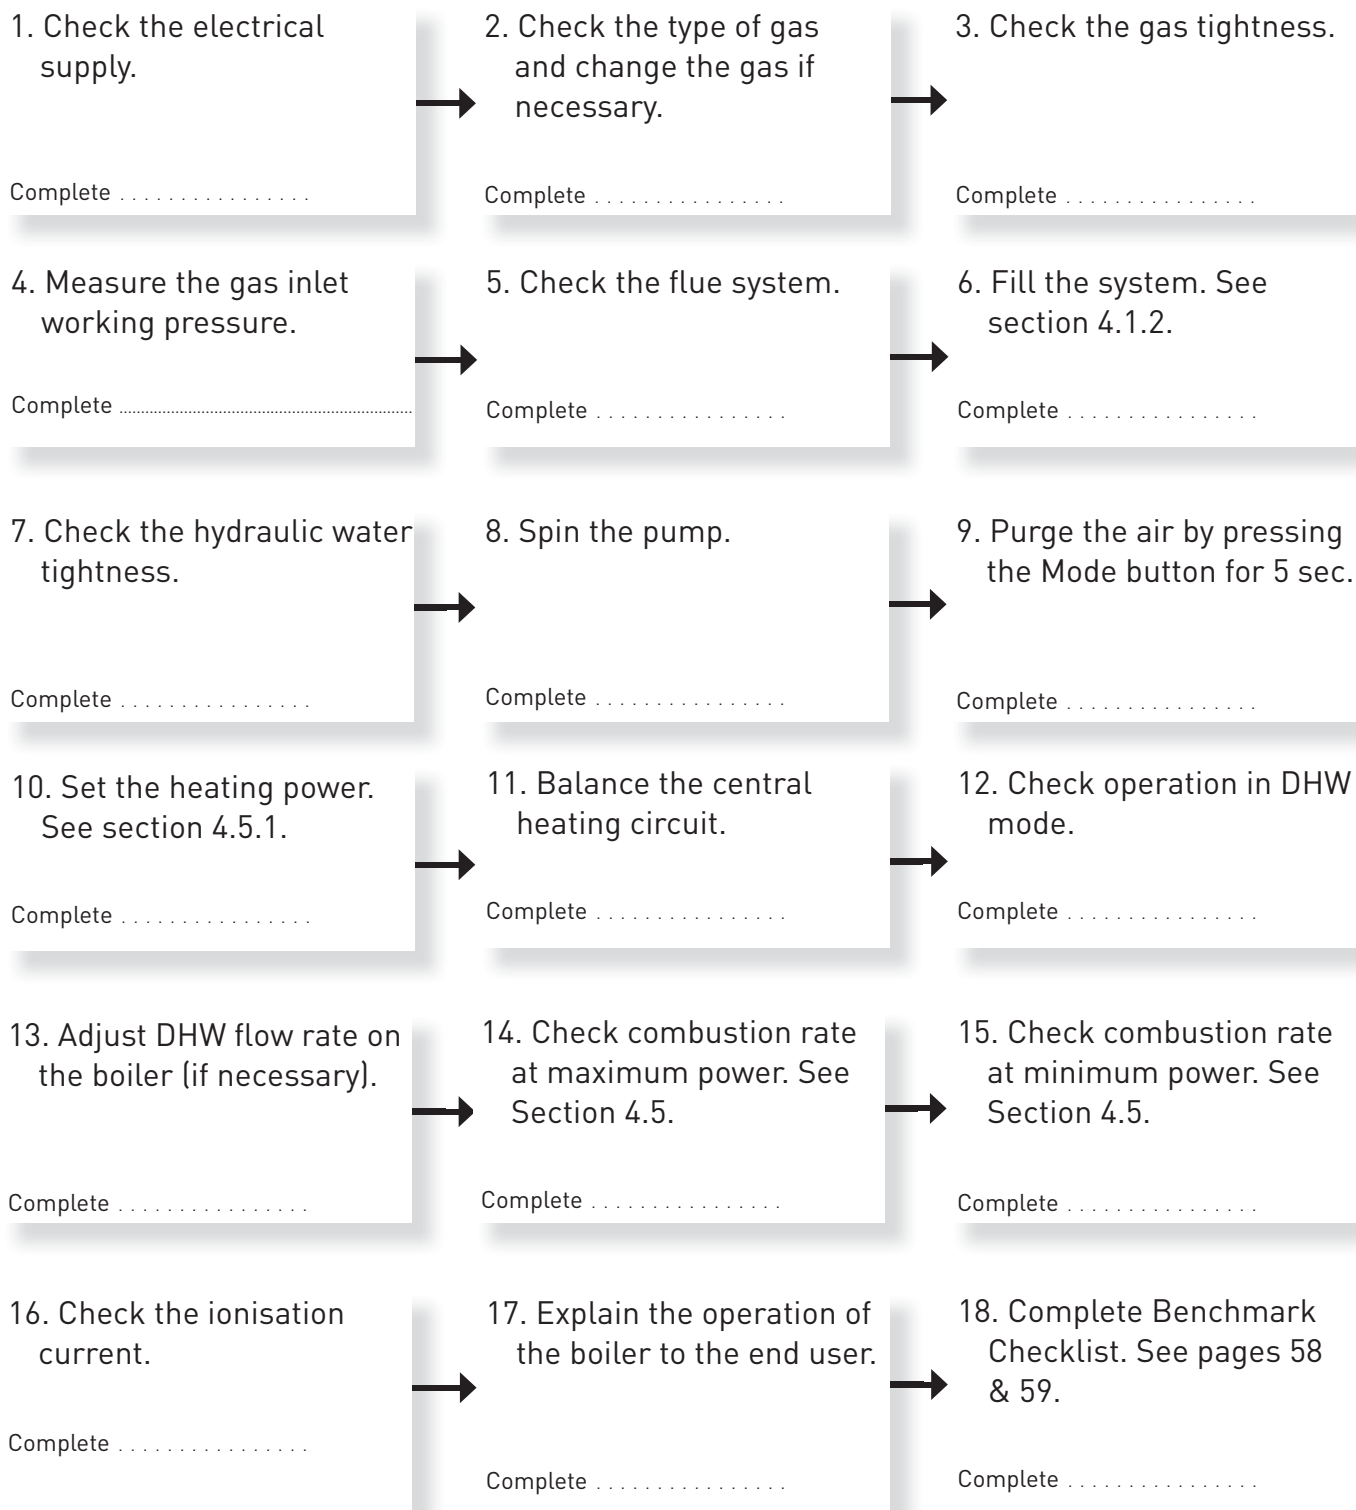 1. Check the electrical
supply.
Complete . . . . . . . . . . . . . . . .
2. Check the type of gas
and change the gas if
necessary.
Complete . . . . . . . . . . . . . . . .
3. Check the gas tightness.
Complete . . . . . . . . . . . . . . . .
4. Measure the gas inlet
working pressure.
Complete ....................................................................
5. Check the flue system.
Complete . . . . . . . . . . . . . . . .
6. Fill the system. See
section 4.1.2.
Complete . . . . . . . . . . . . . . . .
7. Check the hydraulic water
tightness.
Complete . . . . . . . . . . . . . . . .
8. Spin the pump.
Complete . . . . . . . . . . . . . . . .
9. Purge the air by pressing
the Mode button for 5 sec.
Complete . . . . . . . . . . . . . . . .
10. Set the heating power.
See section 4.5.1.
Complete . . . . . . . . . . . . . . . .
11. Balance the central
heating circuit.
Complete . . . . . . . . . . . . . . . .
12. Check operation in DHW
mode.
Complete . . . . . . . . . . . . . . . .
13. Adjust DHW flow rate on
the boiler (if necessary).
Complete . . . . . . . . . . . . . . . .
14. Check combustion rate
at maximum power. See
Section 4.5.
Complete . . . . . . . . . . . . . . . .
15. Check combustion rate
at minimum power. See
Section 4.5.
Complete . . . . . . . . . . . . . . . .
16. Check the ionisation
current.
Complete . . . . . . . . . . . . . . . .
17. Explain the operation of
the boiler to the end user.
Complete . . . . . . . . . . . . . . . .
18. Complete Benchmark
Checklist. See pages 58
& 59.
Complete . . . . . . . . . . . . . . . .